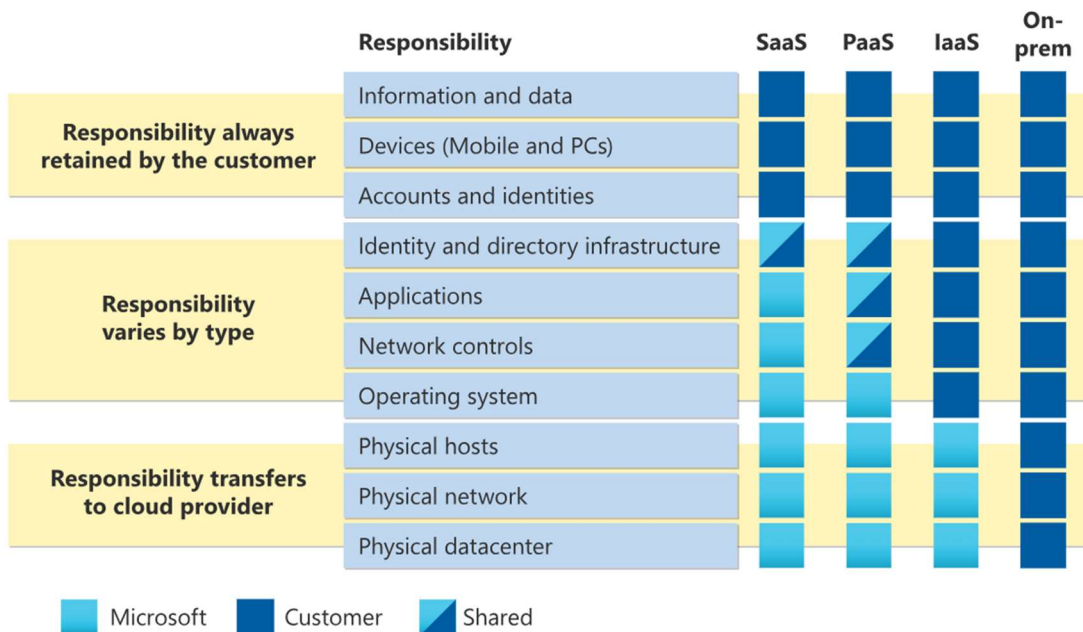 Responsibility SaaS PaaS IaaS On-
prem
Responsibility always
retained by the customer
Information and data
Devices (Mobile and PCs)
Accounts and identities
Responsibility
varies by type
Identity and directory infrastructure
Applications
Network controls
Operating system
Responsibility transfers
to cloud provider
Physical hosts
Physical network
Physical datacenter
Microsoft Customer Shared